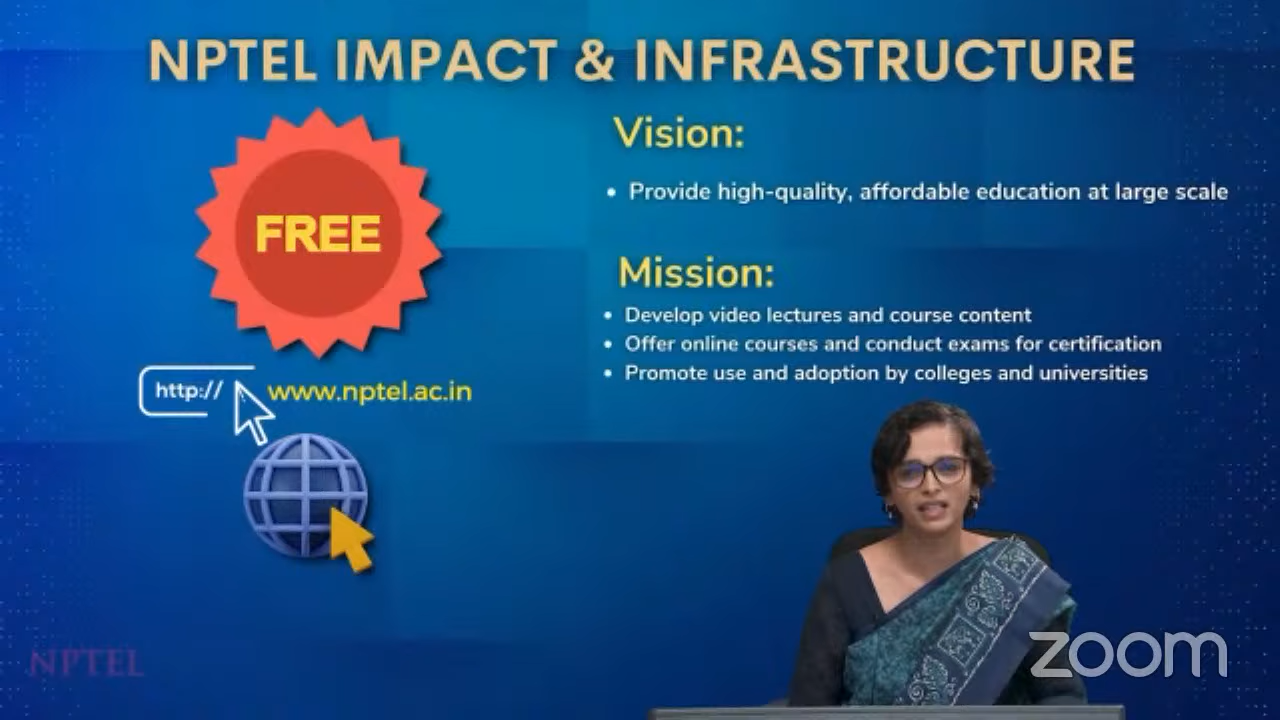 NPTEL IMPACT & INFRASTRUCTURE
FREE
http://
www.nptel.ac.in
Vision:
• Provide high-quality, affordable education at large scale
Mission:
• Develop video lectures and course content
• Offer online courses and conduct exams for certification
• Promote use and adoption by colleges and universities
NPTEL
zoom